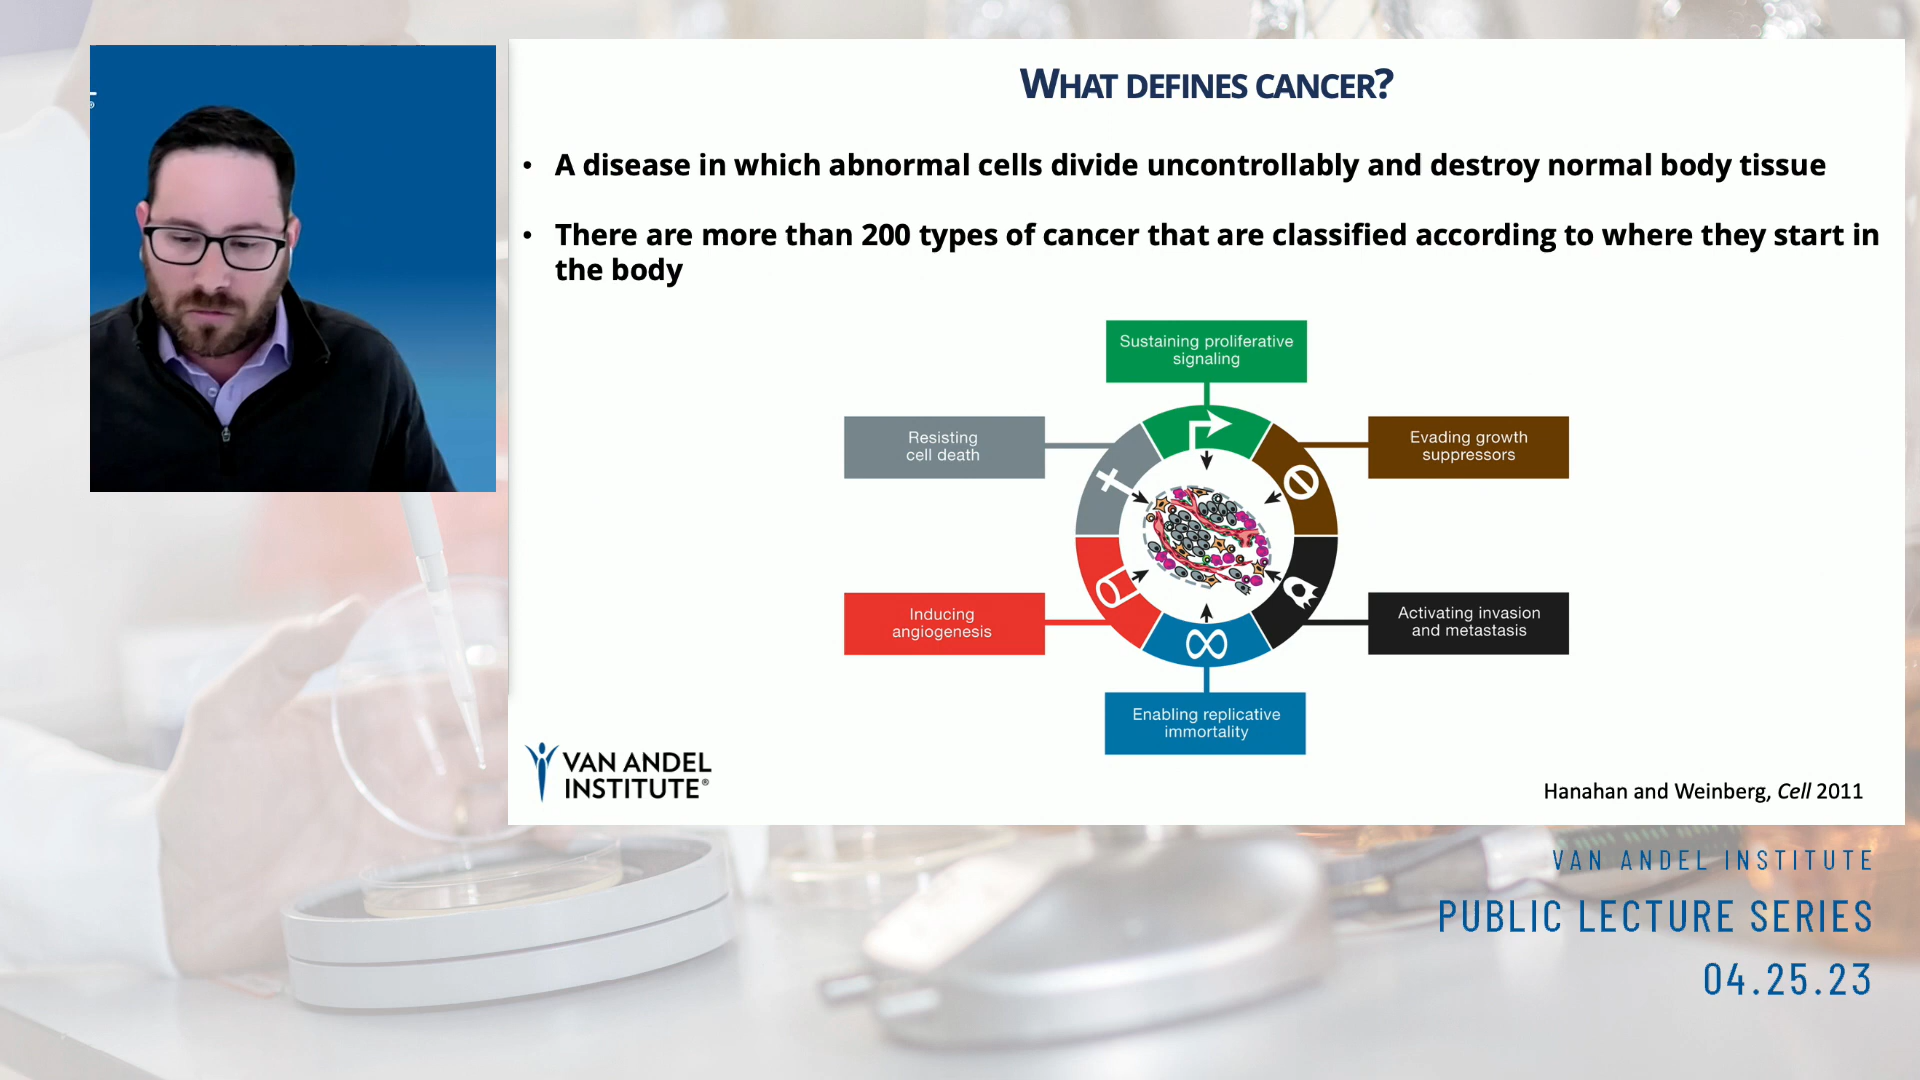 WHAT DEFINES CANCER?
• A disease in which abnormal cells divide uncontrollably and destroy normal body tissue
• There are more than 200 types of cancer that are classified according to where they start in
the body
Sustaining proliferative
signaling
Resisting
cell death
Evading growth
suppressors
Inducing
angiogenesis
Activating invasion
and metastasis
Enabling replicative
immortality
VAN ANDEL
INSTITUTE®
Hanahan and Weinberg, Cell 2011
VAN ANDEL INSTITUTE
PUBLIC LECTURE SERIES
04.25.23